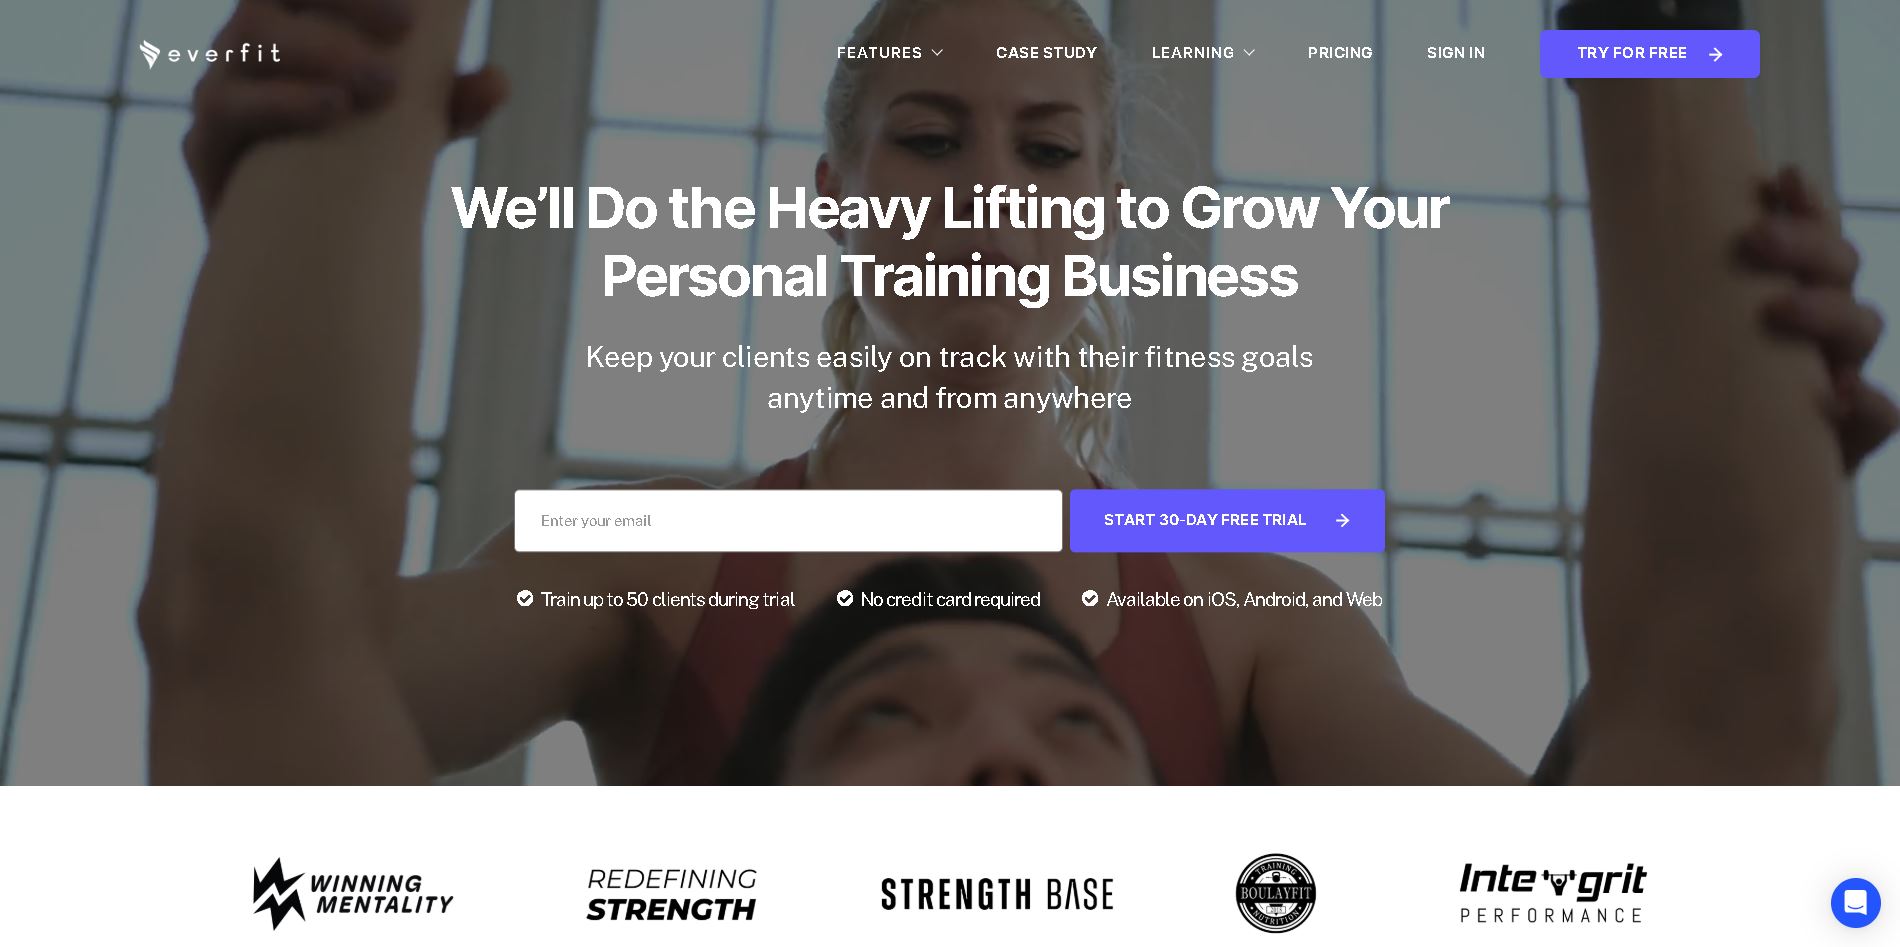 everfit
FEATURES
CASE STUDY
LEARNING
PRICING
SIGN IN
TRY FOR FREE
We’ll Do the Heavy Lifting to Grow Your
Personal Training Business
Keep your clients easily on track with their fitness goals
anytime and from anywhere
Enter your email
START 30-DAY FREE TRIAL
Train up to 50 clients during trial
No credit card required
Available on iOS, Android, and Web
WINNING
MENTALITY
REDEFINING
STRENGTH
STRENGTH BASE
TRAINING
BOULAYFIT
NUTRITION
Integrit
PERFORMANCE